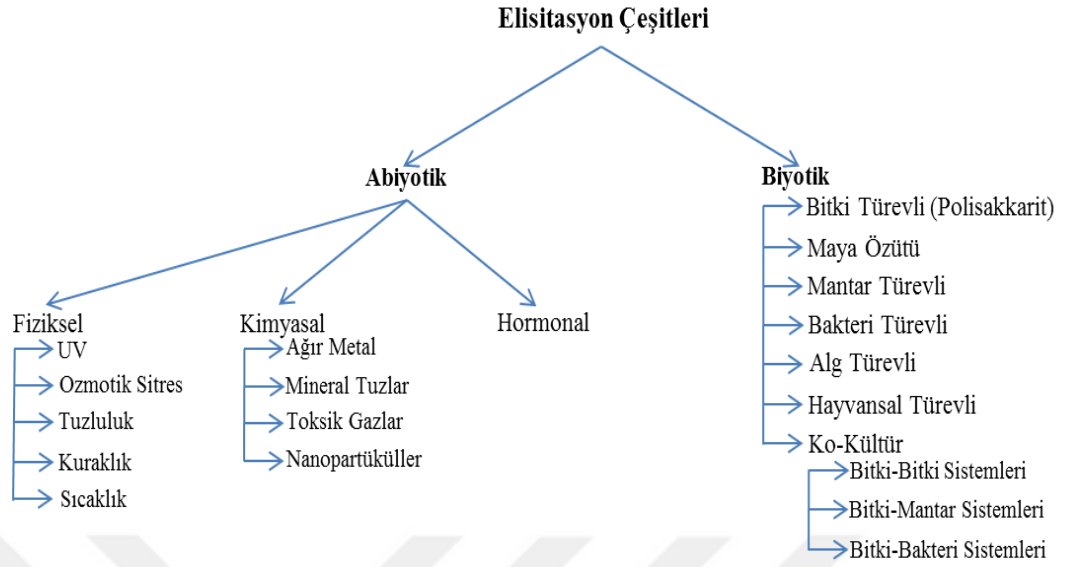 Elisitasyon Çeşitleri
Abiyotik
Fiziksel
UV
Ozmotik Sitres
Tuzluluk
Kuraklık
Sıcaklık
Kimyasal
Ağır Metal
Mineral Tuzlar
Toksik Gazlar
Nanopartüküller
Hormonal
Biyotik
Bitki Türevli (Polisakkarit)
Maya Özütü
Mantar Türevli
Bakteri Türevli
Alg Türevli
Hayvansal Türevli
Ko-Kültür
Bitki-Bitki Sistemleri
Bitki-Mantar Sistemleri
Bitki-Bakteri Sistemleri